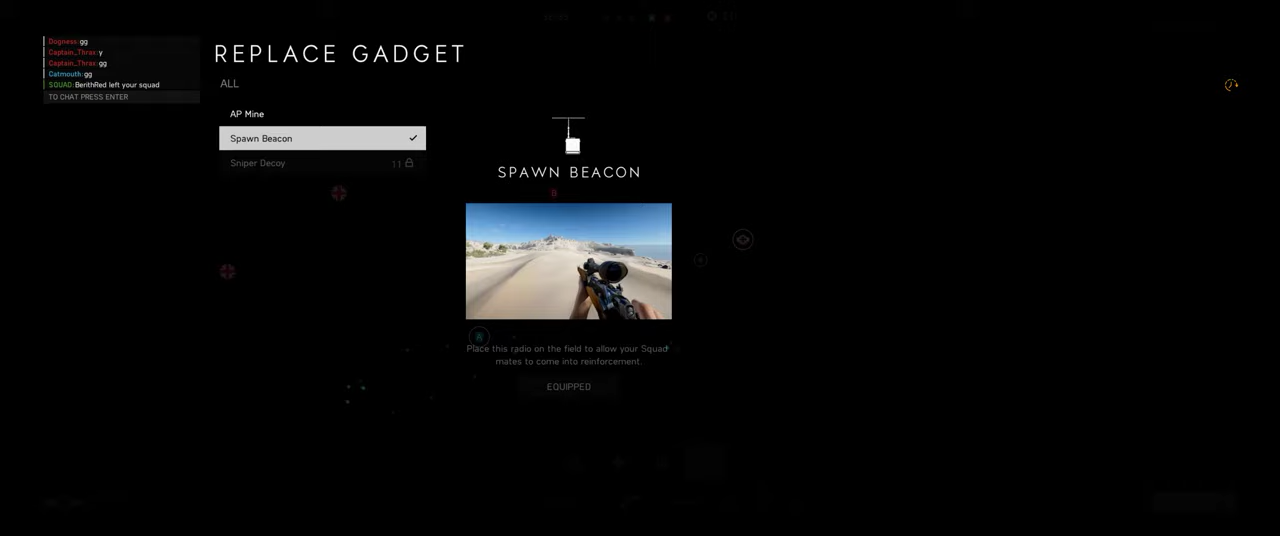 Dogness: gg
Captain_Thrax: y
Captain_Thrax: gg
Catmouth: gg
SQUAD: BerithRed left your squad
TO CHAT PRESS ENTER
REPLACE GADGET
ALL
AP Mine
Spawn Beacon
Sniper Decoy 11
SPAWN BEACON
B
A
Place this radio on the field to allow your Squad
mates to come into reinforcement.
EQUIPPED